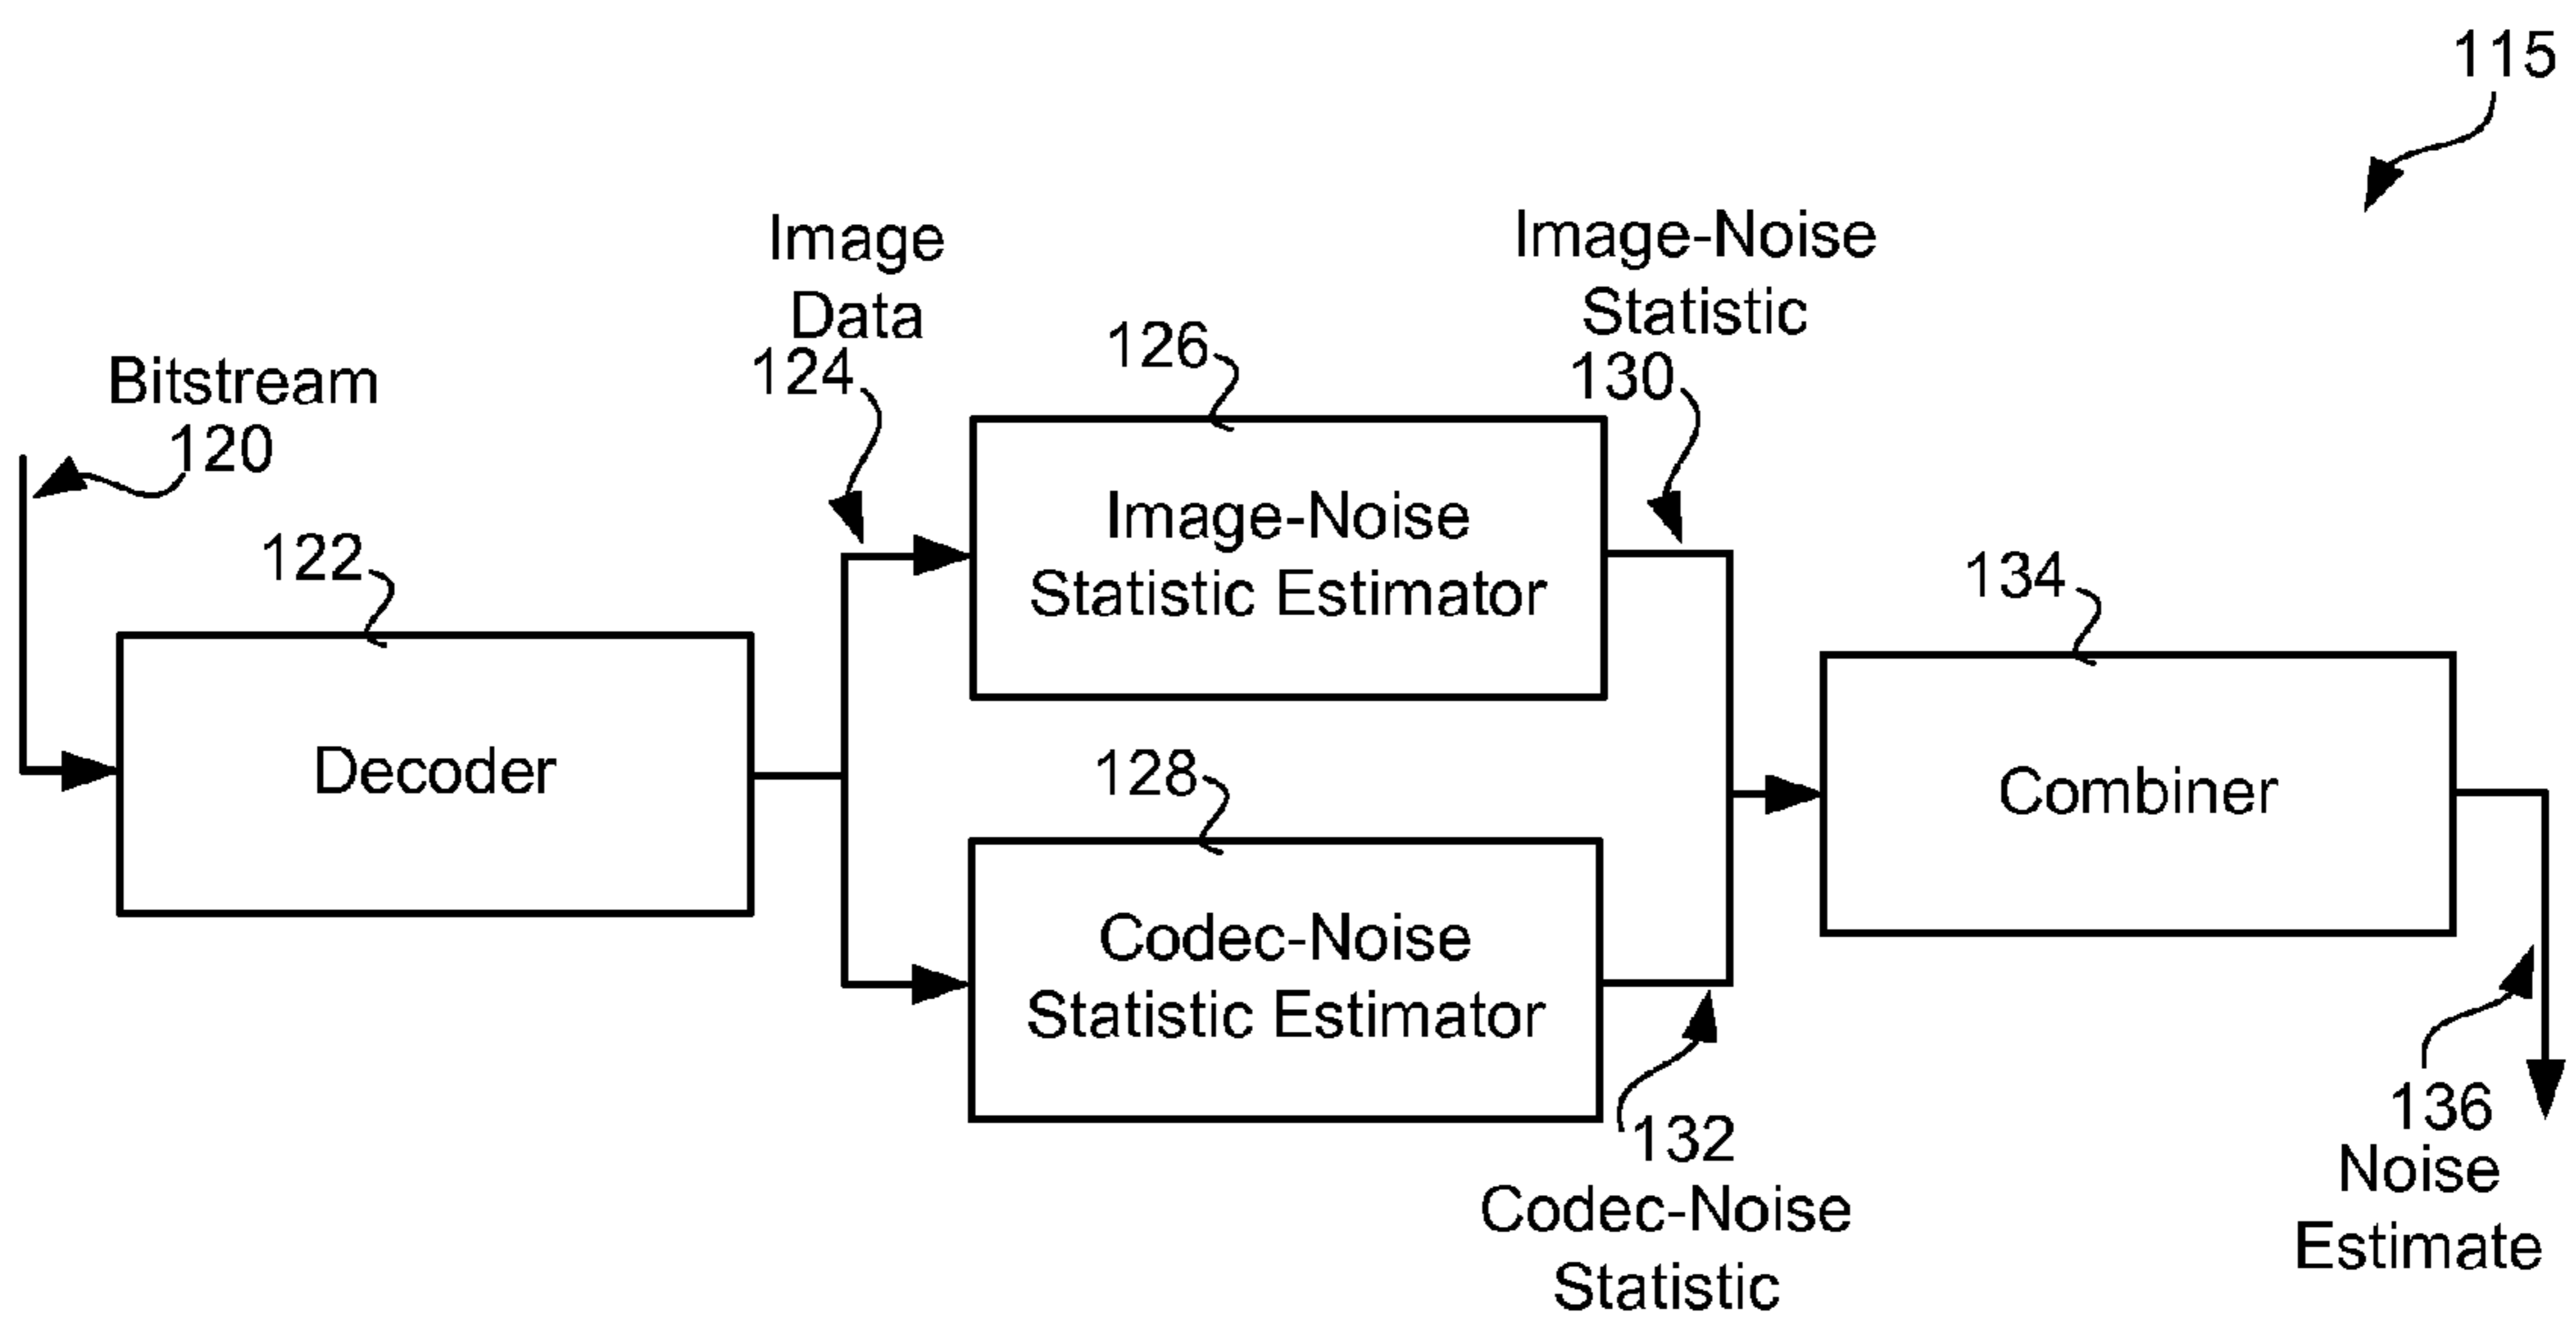 115
Image
Data
124
Image-Noise
Statistic
130
126
Bitstream
120
122
Image-Noise
Statistic Estimator
134
Decoder
128
Combiner
Codec-Noise
Statistic Estimator
132
Codec-Noise
Statistic
136
Noise
Estimate